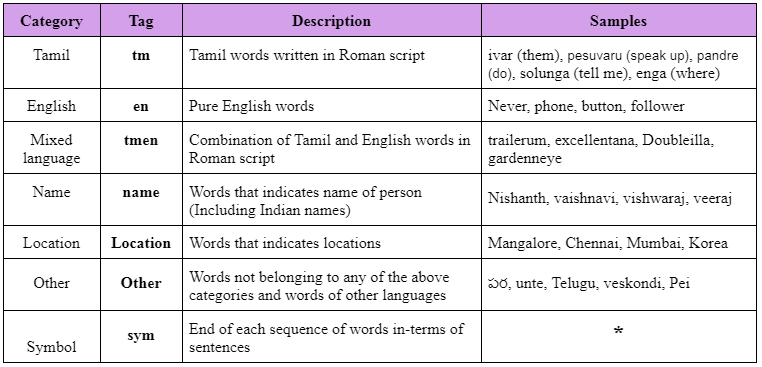 Category Tag Description Samples
Tamil tm Tamil words written in Roman script ivar (them), pesuvaru (speak up), pandre
(do), solunga (tell me), enga (where)
English en Pure English words Never, phone, button, follower
Mixed
language tmen Combination of Tamil and English words in
Roman script trailerum, excellentana, Doubleilla,
gardenneye
Name name Words that indicates name of person
(Including Indian names) Nishanth, vaishnavi, vishwaraj, veeraj
Location Location Words that indicates locations Mangalore, Chennai, Mumbai, Korea
Other Other Words not belonging to any of the above
categories and words of other languages పర, unte, Telugu, veskondi, Pei
Symbol sym End of each sequence of words in-terms of
sentences *